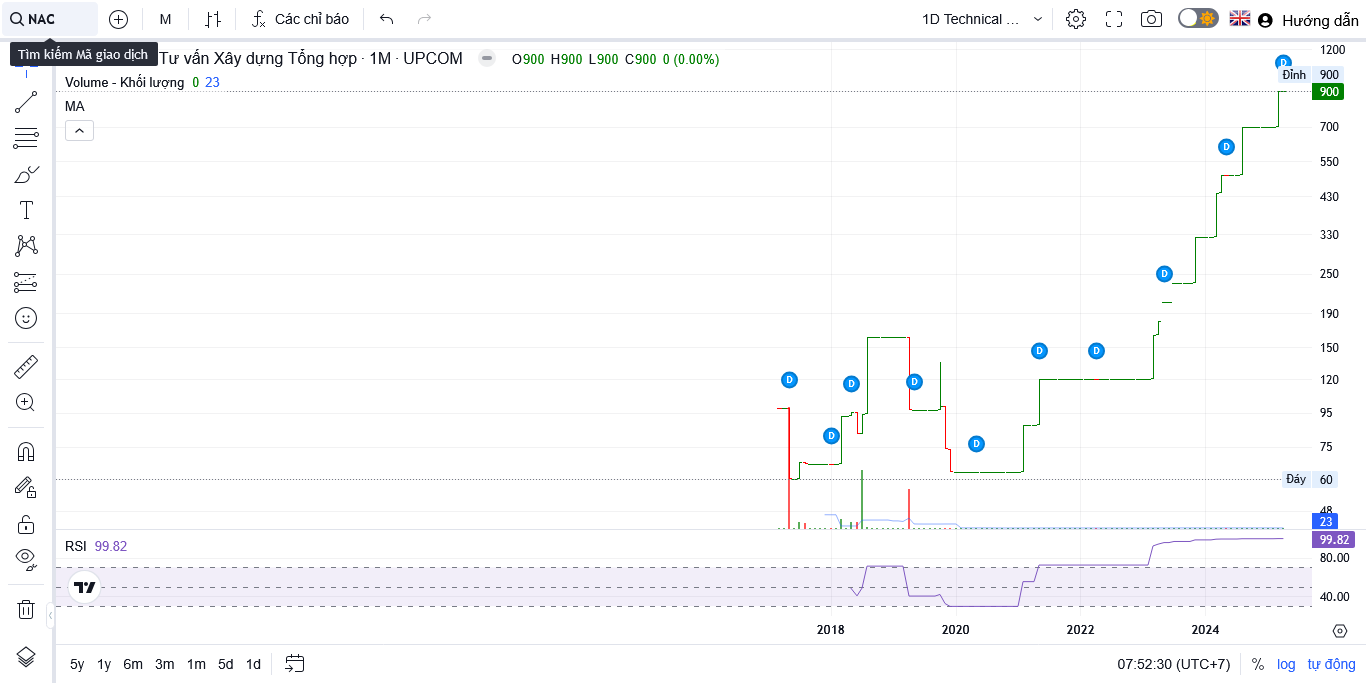 NAC
M
Các chỉ báo
1D Technical ...
Hướng dẫn
Tìm kiếm Mã giao dịch
Tư vấn Xây dựng Tổng hợp · 1M · UPCOM
O900 H900 L900 C900 0 (0.00%)
Volume - Khối lượng 0 23
MA
1200
D
Đỉnh 900
900
700
D
550
430
330
D
250
190
D
D
150
D
D
D
120
95
D
D
75
Đáy 60
48
23
RSI 99.82
99.82
80.00
40.00
2018 2020 2022 2024
5y 1y 6m 3m 1m 5d 1d
07:52:30 (UTC+7) % log tự động